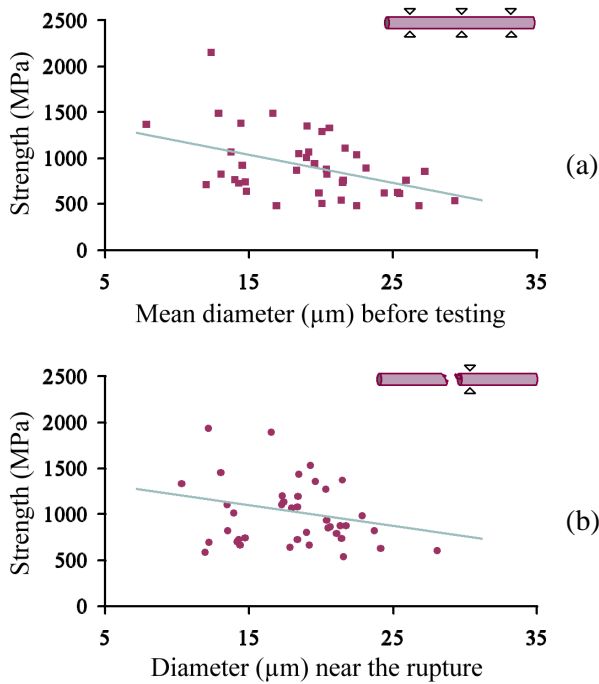 2500
2000
1500
1000
500
0
Strength (MPa)
5 15 25 35
Mean diameter (µm) before testing
(a)
2500
2000
1500
1000
500
0
Strength (MPa)
5 15 25 35
Diameter (µm) near the rupture
(b)